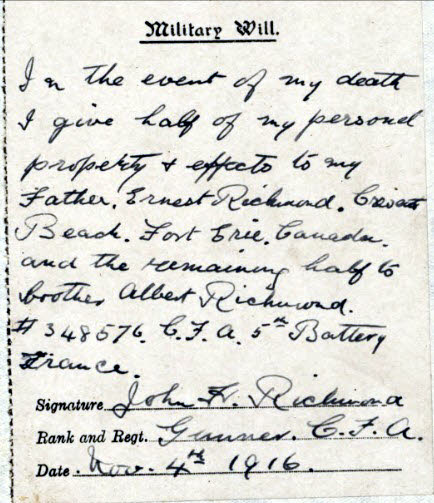 Military Will.
In the event of my death
I give half of my personal
property & effects to my
Father. Ernest Richmond. Crescent
Beach. Fort Erie. Canada.
and the remaining half to
brother Albert Richmond.
# 348576. C. F. A. 5th Battery
France.
Signature John F. Richmond
Rank and Regt. Gunner. C. F. A.
Date Nov. 4th 1916.